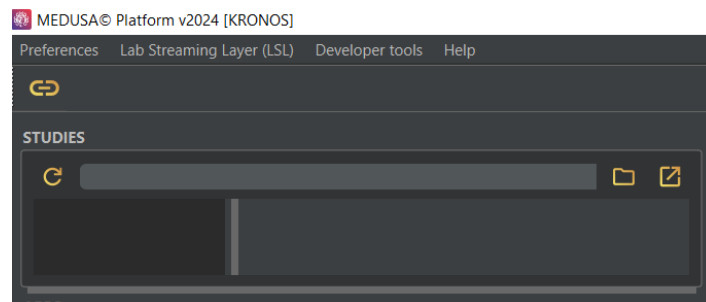 MEDUSA© Platform v2024 [KRONOS]
Preferences Lab Streaming Layer (LSL) Developer tools Help
STUDIES